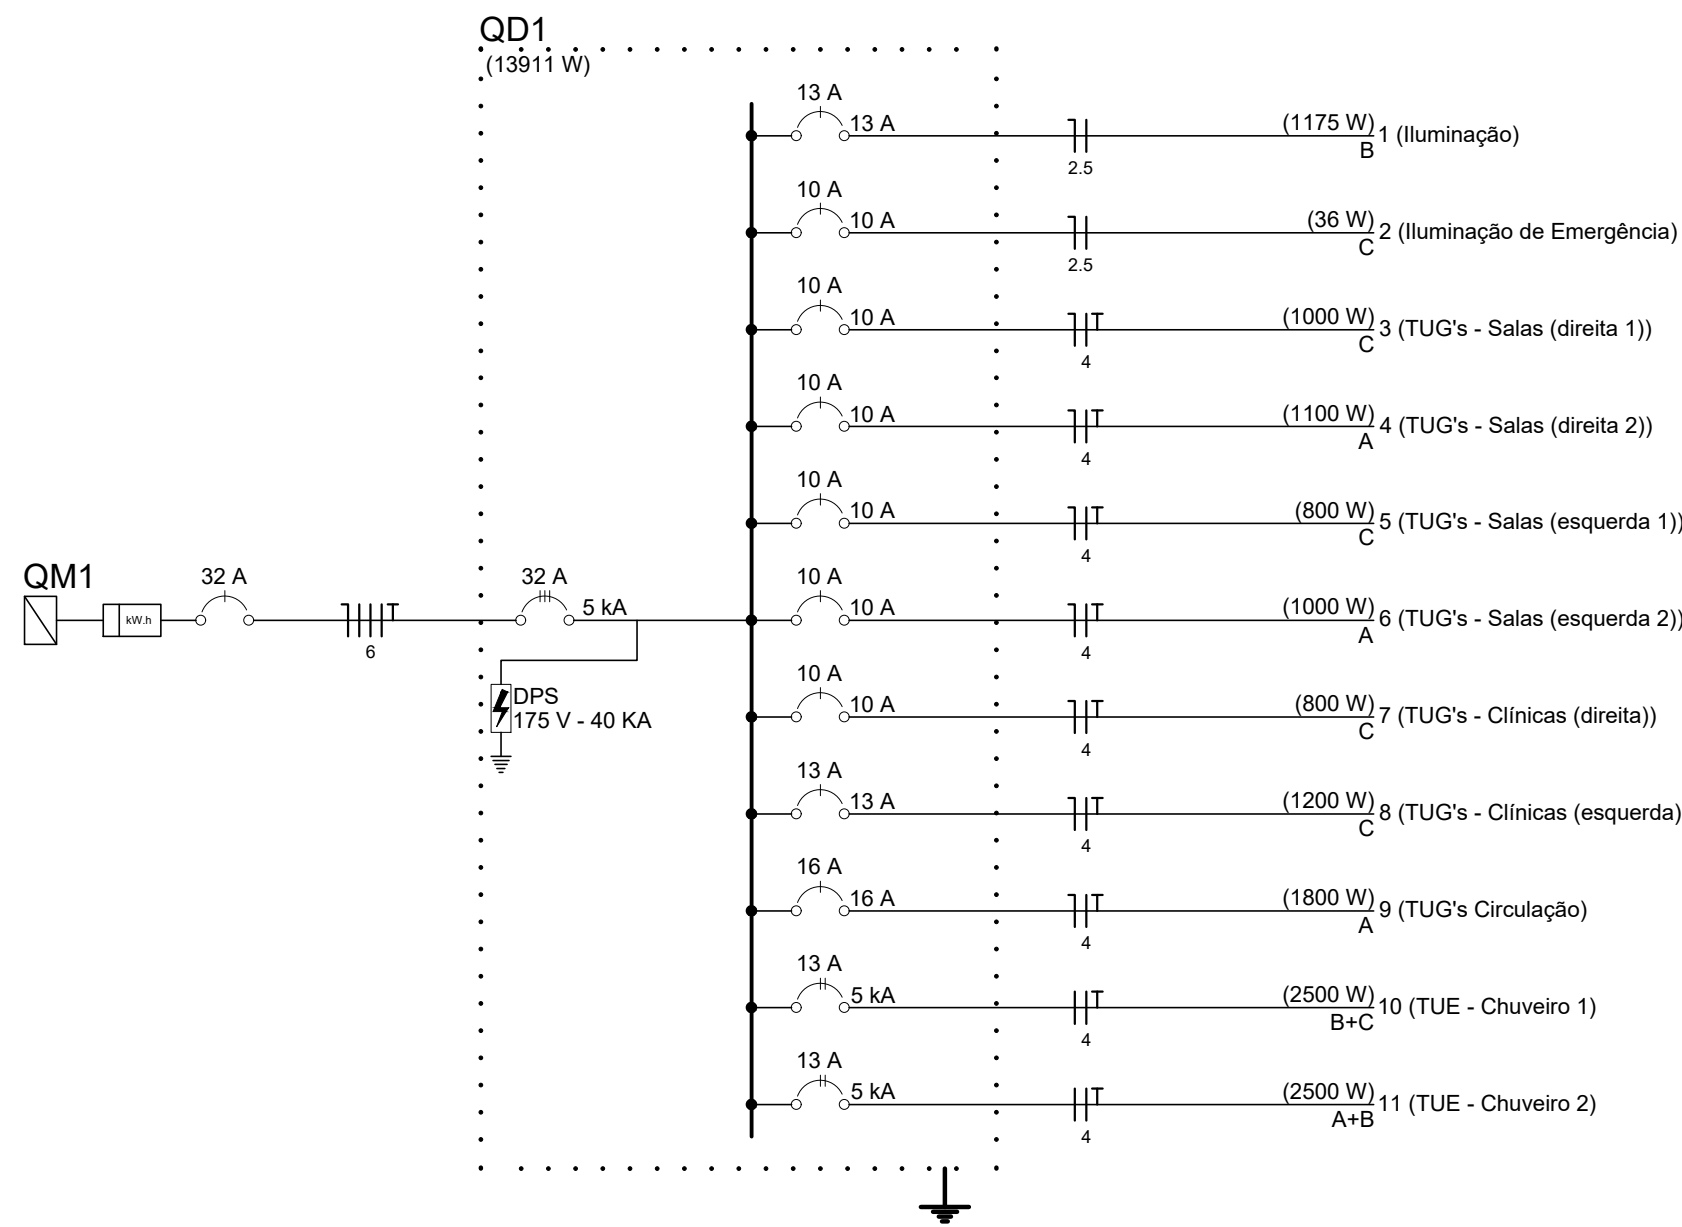 QD1
(13911 W)
13 A
13 A
2.5
(1175 W)
B
1 (Iluminação)
10 A
10 A
2.5
(36 W)
C
2 (Iluminação de Emergência)
10 A
10 A
4
(1000 W)
C
3 (TUG's - Salas (direita 1))
10 A
10 A
4
(1100 W)
A
4 (TUG's - Salas (direita 2))
10 A
10 A
4
(800 W)
C
5 (TUG's - Salas (esquerda 1))
QM1
kW.h
32 A
6
32 A
5 kA
DPS
175 V - 40 KA
10 A
10 A
4
(1000 W)
A
6 (TUG's - Salas (esquerda 2))
10 A
10 A
4
(800 W)
C
7 (TUG's - Clínicas (direita))
13 A
13 A
4
(1200 W)
C
8 (TUG's - Clínicas (esquerda)
16 A
16 A
4
(1800 W)
A
9 (TUG's Circulação)
13 A
5 kA
4
(2500 W)
B+C
10 (TUE - Chuveiro 1)
13 A
5 kA
4
(2500 W)
A+B
11 (TUE - Chuveiro 2)